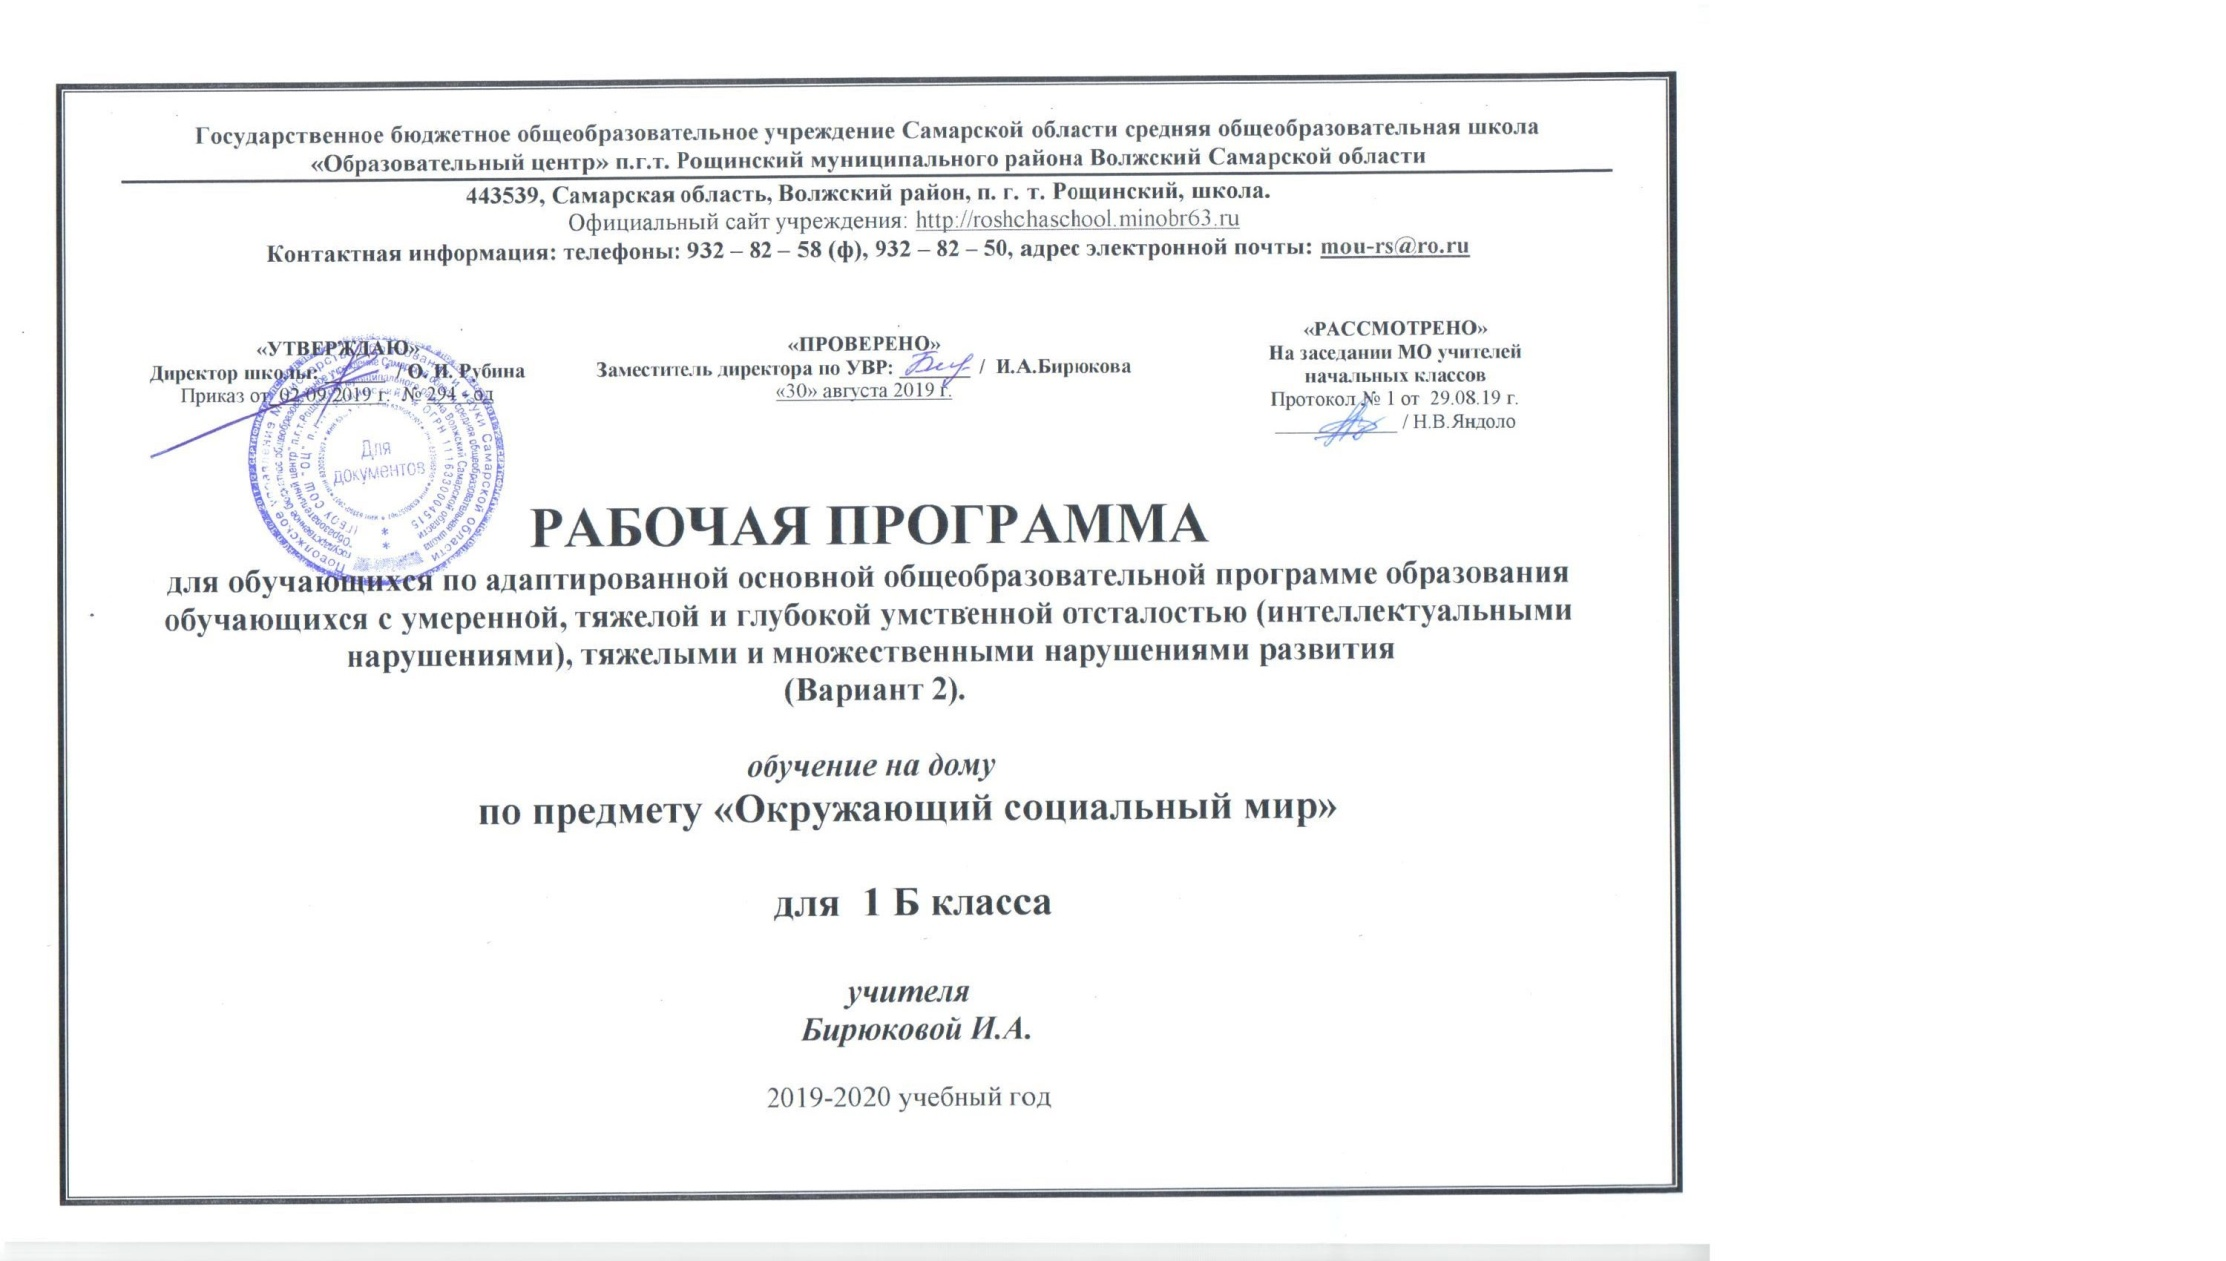 Государственное бюджетное общеобразовательное учреждение Самарской области средняя общеобразовательная школа
«Образовательный центр» п.г.т. Рощинский муниципального района Волжский Самарской области
443539, Самарская область, Волжский район, п. г. т. Рощинский, школа.
Официальный сайт учреждения: http://roshchaschool.minobr63.ru
Контактная информация: телефоны: 932 – 82 – 58 (ф), 932 – 82 – 50, адрес электронной почты: mou-rs@ro.ru
«УТВЕРЖДАЮ»
Директор школы: / О. И. Рубина
Приказ от 02.09.2019 г. № 294 - од
«ПРОВЕРЕНО»
Заместитель директора по УВР: / И.А.Бирюкова
«30» августа 2019 г.
«РАССМОТРЕНО»
На заседании МО учителей
начальных классов
Протокол № 1 от 29.08.19 г.
/ Н.В.Яндоло
Для
документов
РАБОЧАЯ ПРОГРАММА
для обучающихся по адаптированной основной общеобразовательной программе образования
обучающихся с умеренной, тяжелой и глубокой умственной отсталостью (интеллектуальными
нарушениями), тяжелыми и множественными нарушениями развития
(Вариант 2).
обучение на дому
по предмету «Окружающий социальный мир»
для 1 Б класса
учителя
Бирюковой И.А.
2019-2020 учебный год